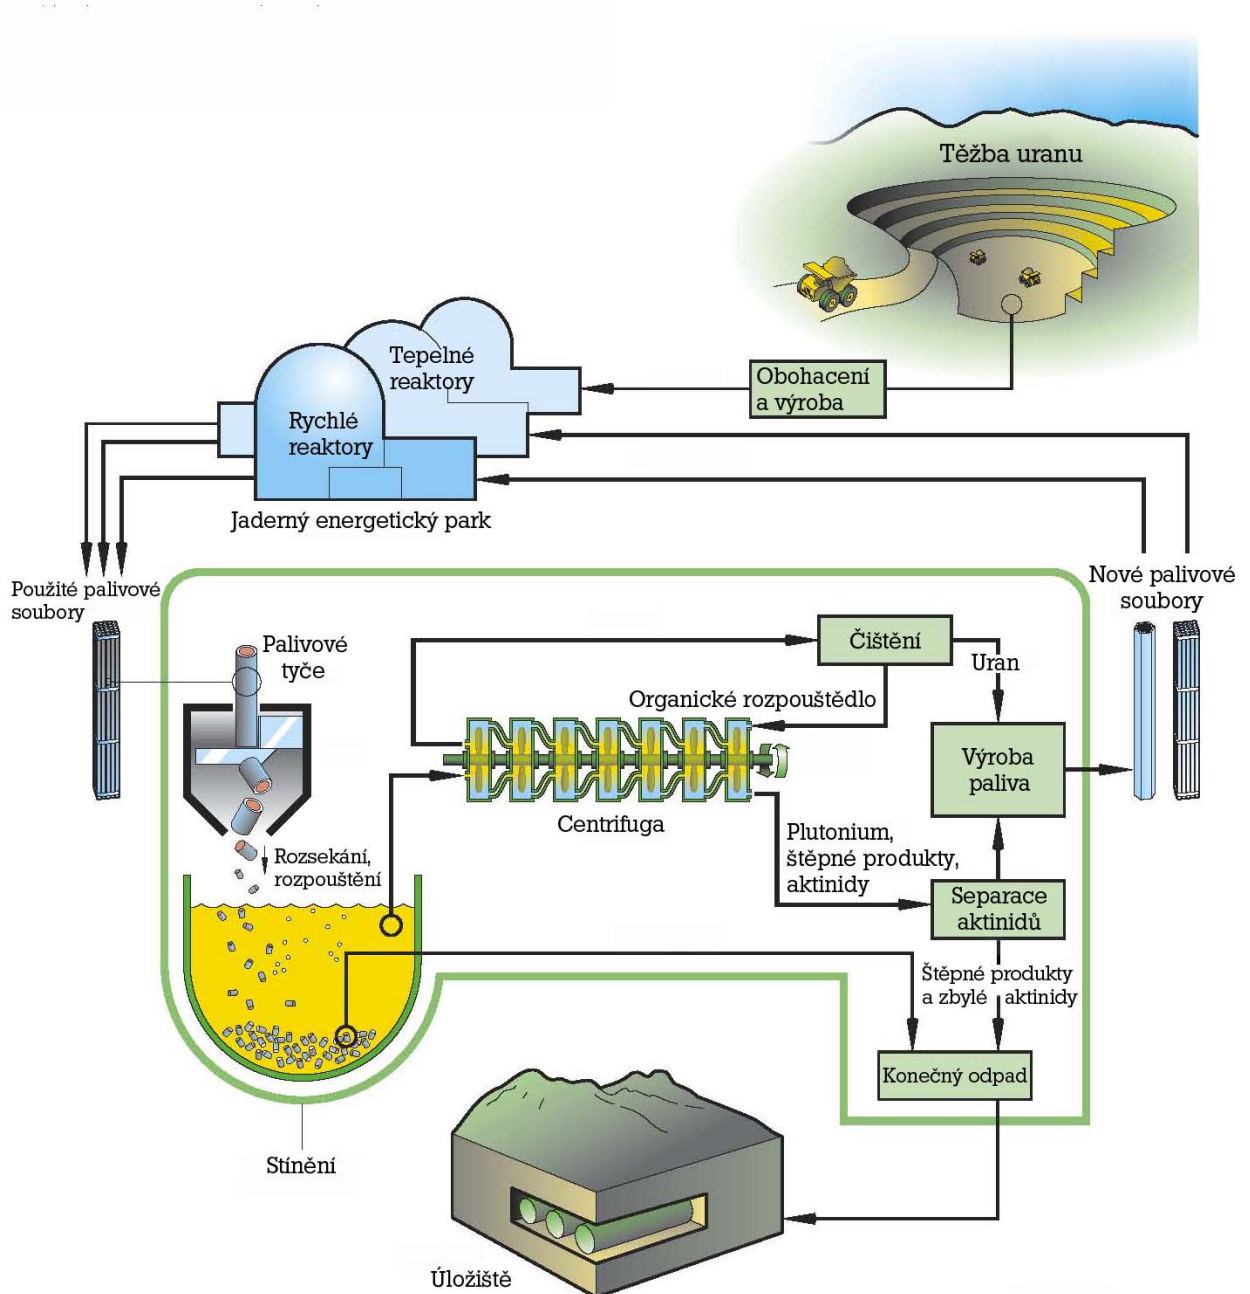 Těžba uranu
Tepelné
reaktory
Obohacení
a výroba
Rychlé
reaktory
Jaderný energetický park
Použité palivové
soubory
Nové palivové
soubory
Palivové
tyče
Čištění
Uran
Organické rozpouštědlo
Výroba
paliva
Centrifuga
Plutonium,
štěpné produkty,
aktinidy
Rozsekání,
rozpouštění
Separace
aktinidů
Štěpné produkty
a zbylé aktinidy
Konečný odpad
Stínění
Úložiště